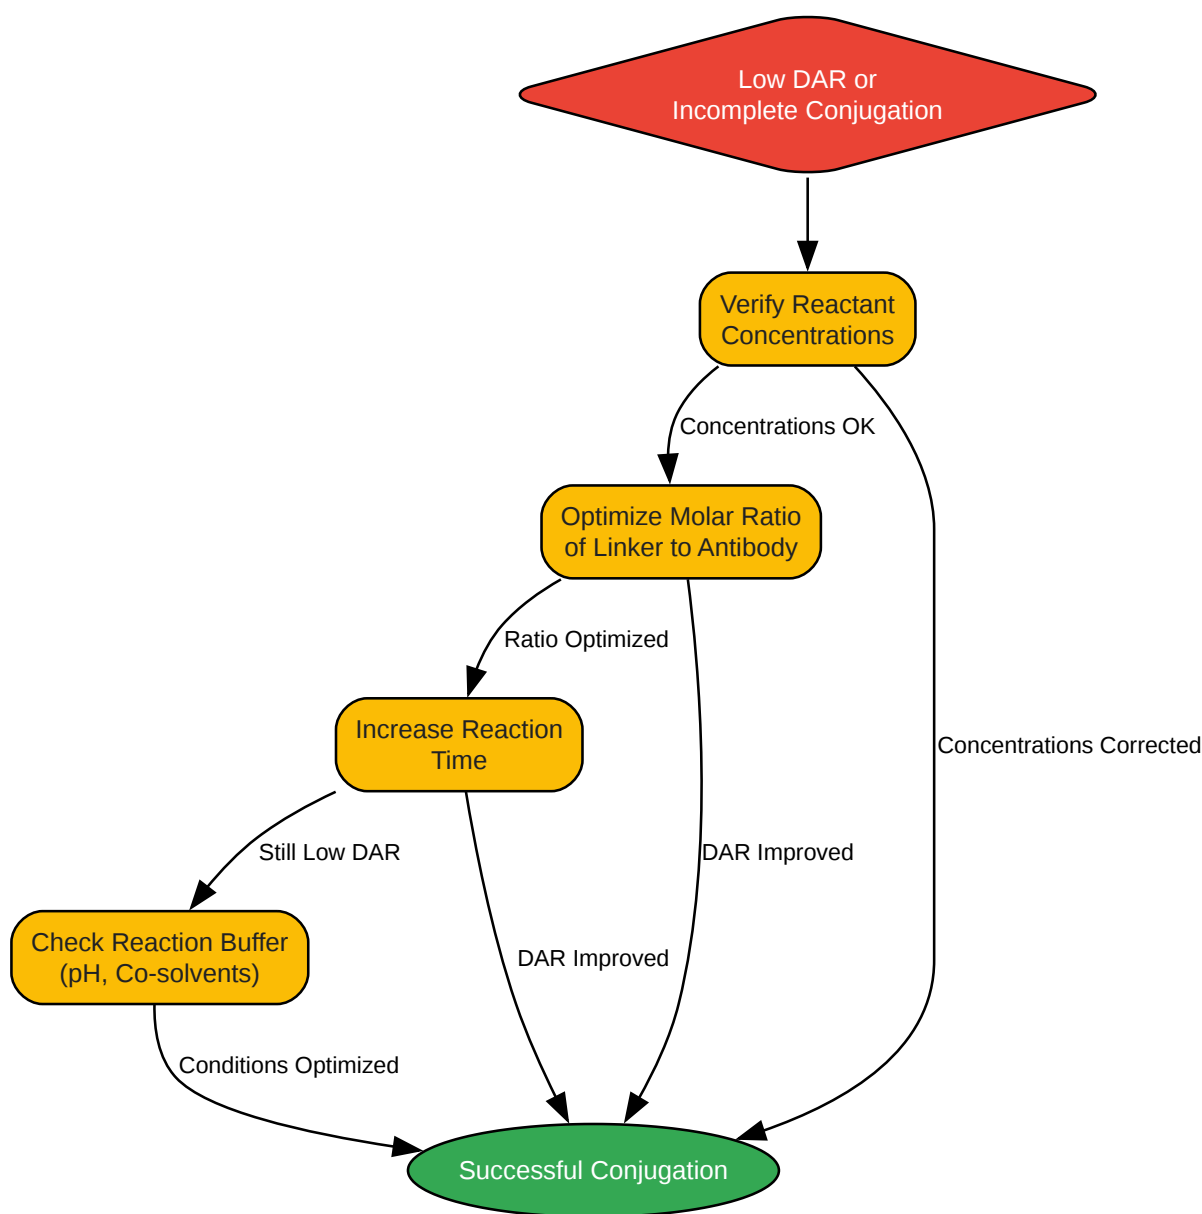 Low DAR or
Incomplete Conjugation
Verify Reactant
Concentrations
Concentrations OK
Optimize Molar Ratio
of Linker to Antibody
Ratio Optimized
Increase Reaction
Time
Concentrations Corrected
Still Low DAR
DAR Improved
Check Reaction Buffer
(pH, Co-solvents)
DAR Improved
Conditions Optimized
Successful Conjugation